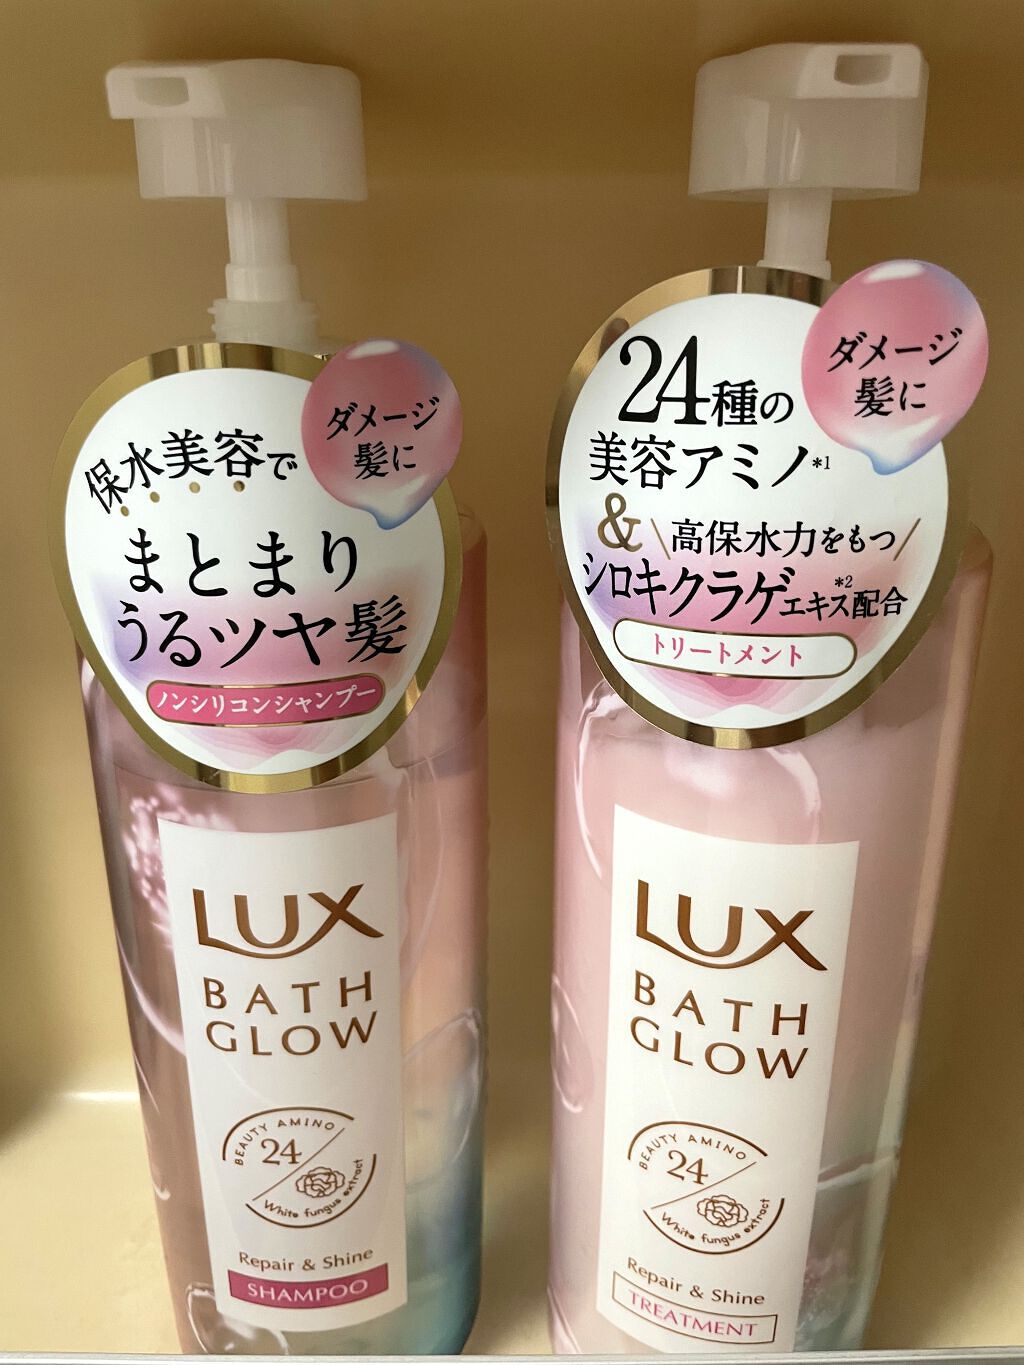 ダメージ
髪に
保水美容で
まとまり
うるツヤ髪
ノンシリコンシャンプー
LUX
BATH
GLOW
BEAUTY AMINO
24
White fungus extract
Repair & Shine
SHAMPOO
ダメージ
髪に
24種の
美容アミノ*1
&
\高保水力をもつ/
シロキクラゲエキス*2配合
トリートメント
LUX
BATH
GLOW
BEAUTY AMINO
24
White fungus extract
Repair & Shine
TREATMENT